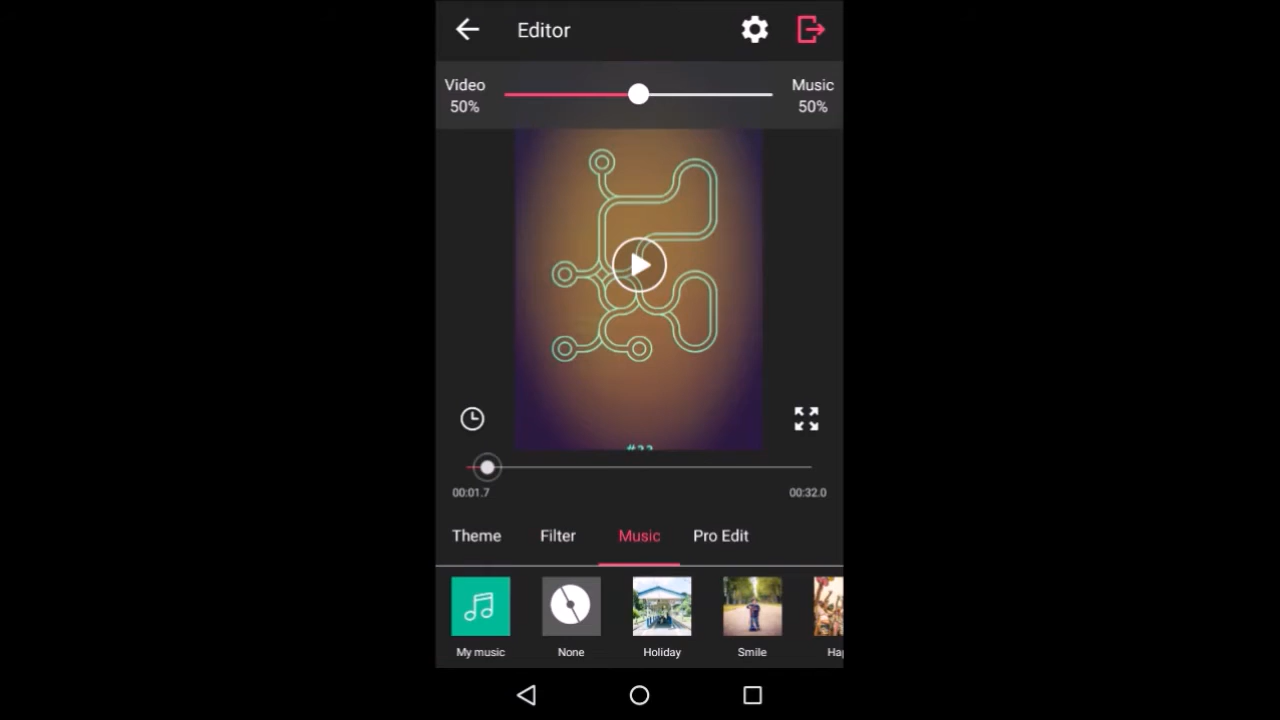 Editor
Video
50%
Music
50%
00:01.7
00:32.0
Theme
Filter
Music
Pro Edit
My music
None
Holiday
Smile